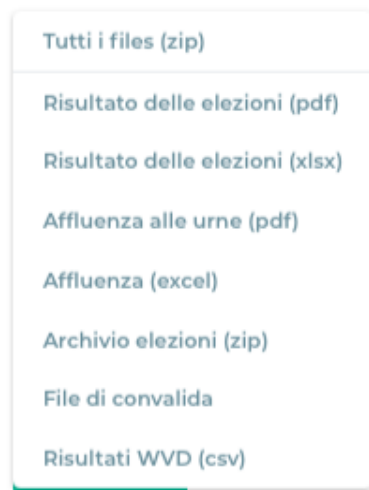 Tutti i files (zip)
Risultato delle elezioni (pdf)
Risultato delle elezioni (xlsx)
Affluenza alle urne (pdf)
Affluenza (excel)
Archivio elezioni (zip)
File di convalida
Risultati WVD (csv)